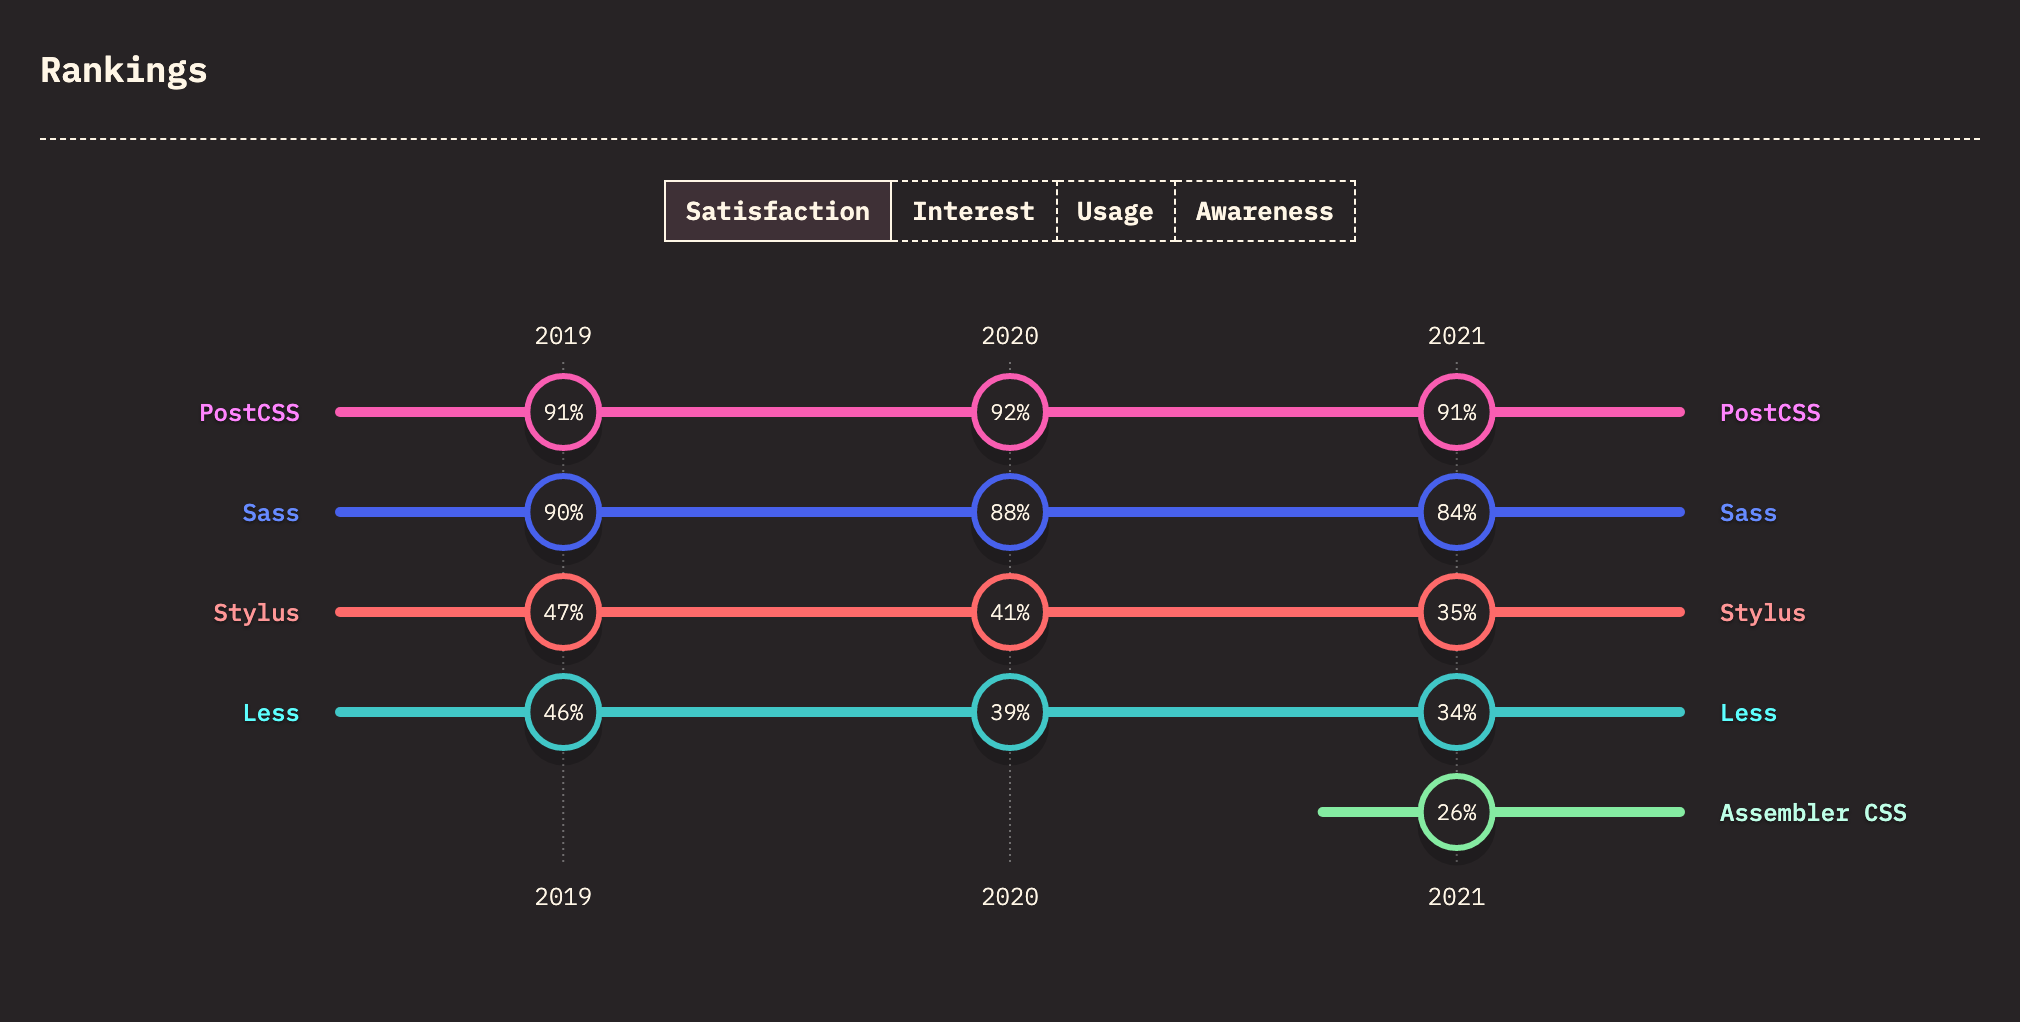 Rankings
Satisfaction Interest Usage Awareness
2019 2020 2021
PostCSS 91% 92% 91% PostCSS
Sass 90% 88% 84% Sass
Stylus 47% 41% 35% Stylus
Less 46% 39% 34% Less
26% Assembler CSS
2019 2020 2021